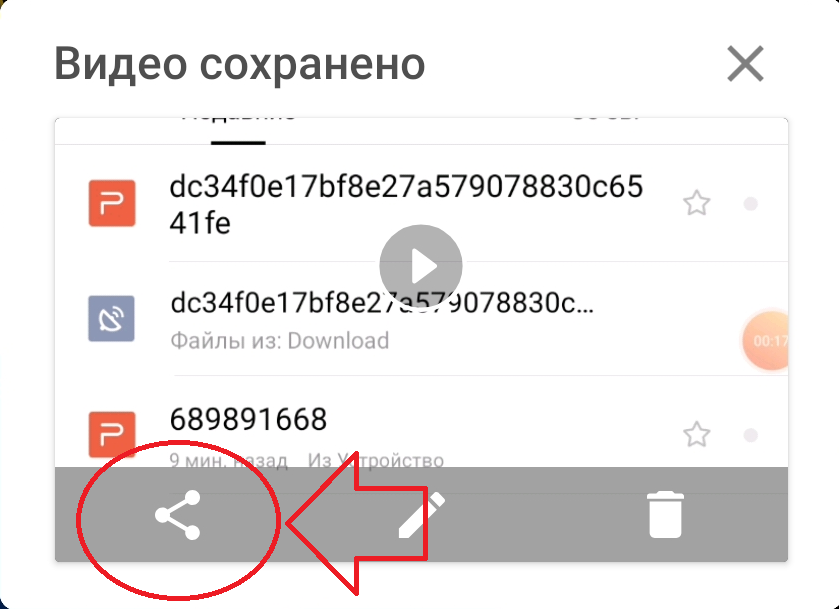 Видео сохранено
dc34f0e17bf8e27a579078830c65
41fe
dc34f0e17bf8e27a579078830c...
Файлы из: Download
00:17
689891668
9 мин. назад Из Устройство